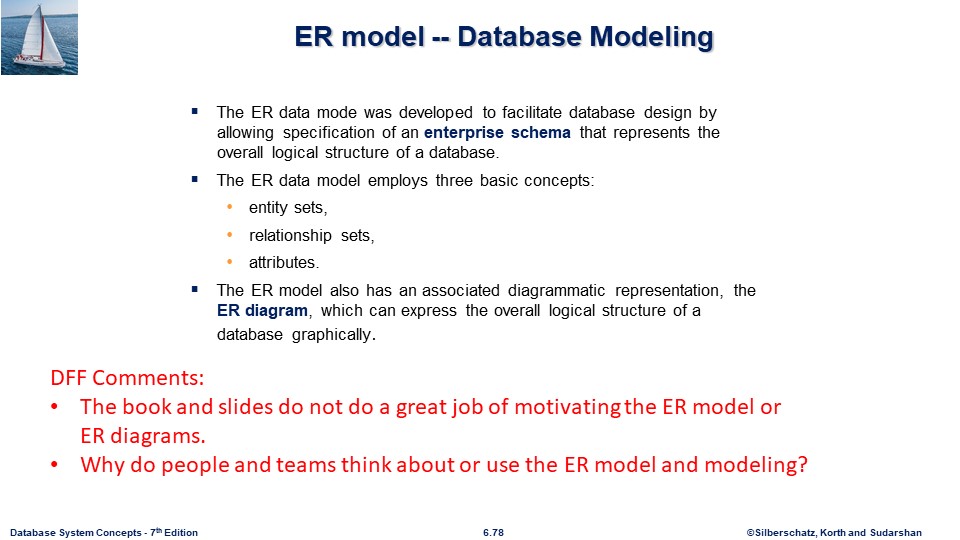 ER model -- Database Modeling
▪ The ER data mode was developed to facilitate database design by
allowing specification of an enterprise schema that represents the
overall logical structure of a database.
▪ The ER data model employs three basic concepts:
• entity sets,
• relationship sets,
• attributes.
▪ The ER model also has an associated diagrammatic representation, the
ER diagram, which can express the overall logical structure of a
database graphically.
DFF Comments:
• The book and slides do not do a great job of motivating the ER model or
ER diagrams.
• Why do people and teams think about or use the ER model and modeling?
Database System Concepts - 7th Edition 6.78 ©Silberschatz, Korth and Sudarshan